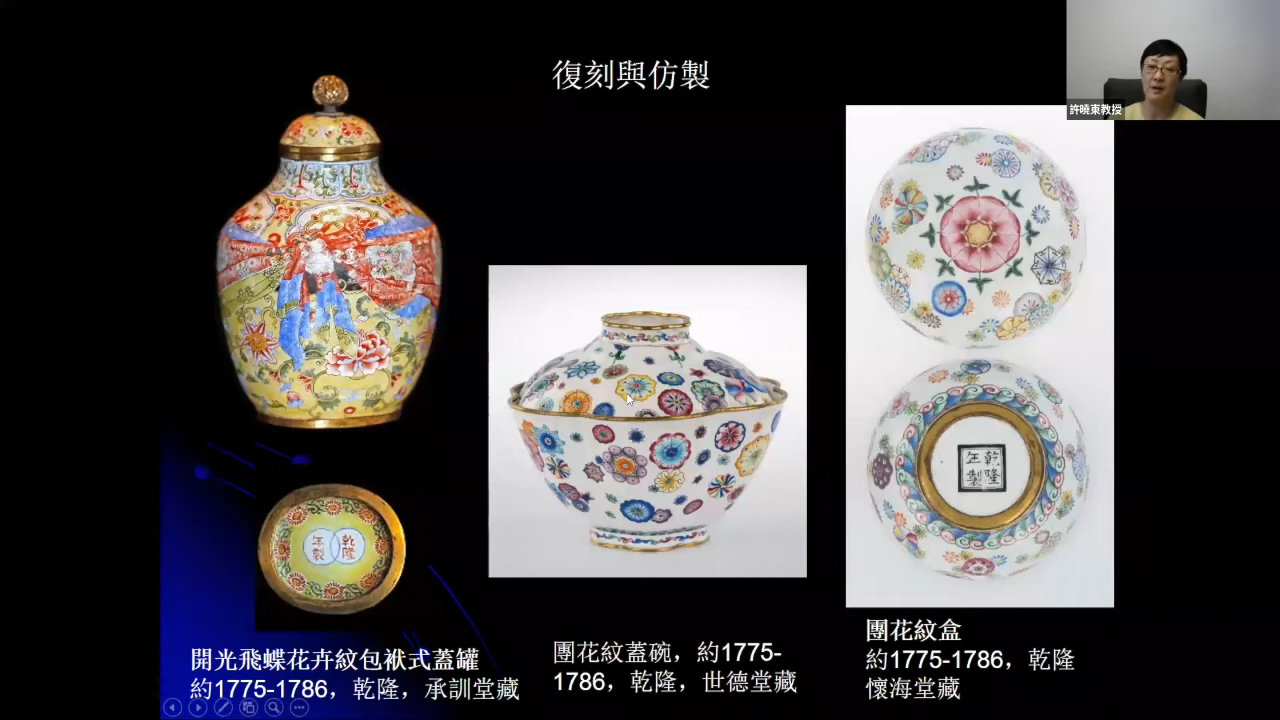 復刻與仿製
許曉東教授
乾隆
年製
乾隆
年製
開光飛蝶花卉紋包袱式蓋罐
約1775-1786，乾隆，承訓堂藏
團花紋蓋碗，約1775-
1786，乾隆，世德堂藏
團花紋盒
約1775-1786，乾隆
懷海堂藏